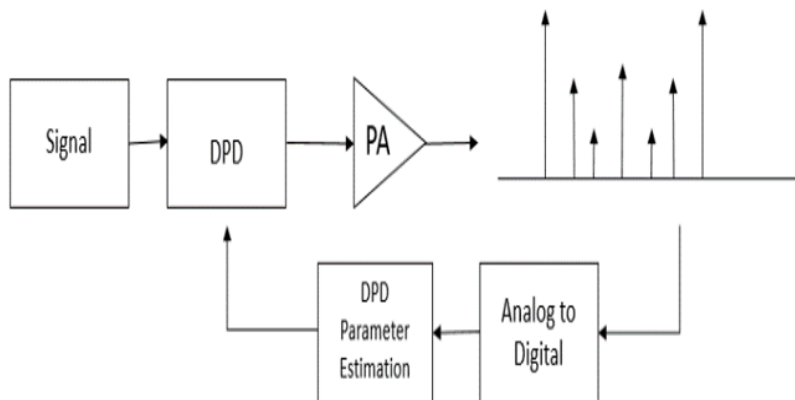 Signal
DPD
PA
DPD
Parameter
Estimation
Analog to
Digital